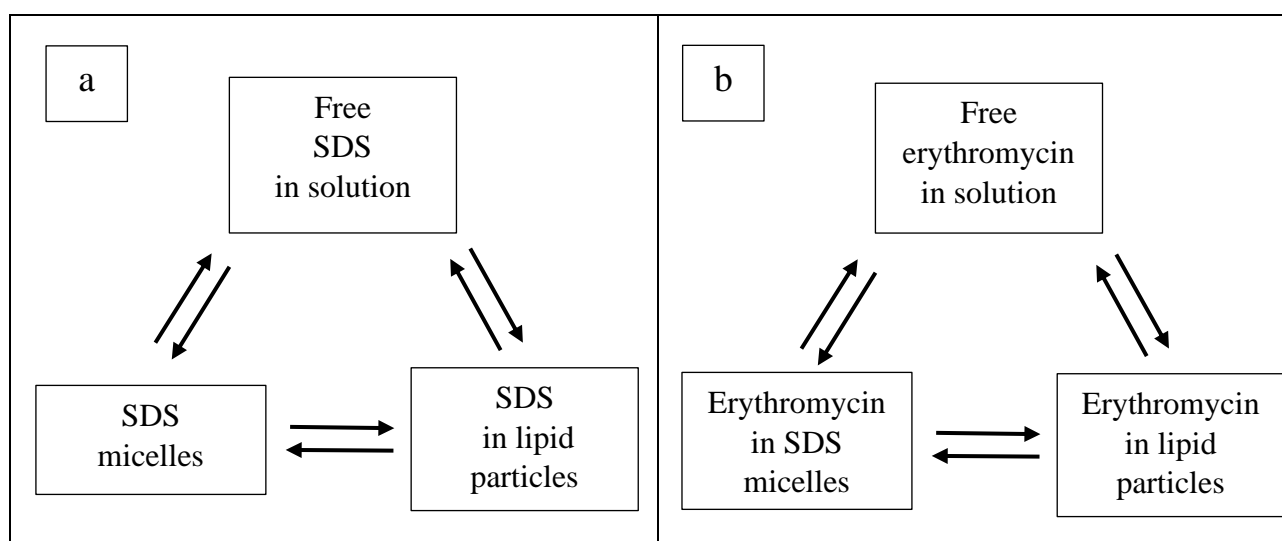 a
Free
SDS
in solution
SDS
micelles
SDS
in lipid
particles
b
Free
erythromycin
in solution
Erythromycin
in SDS
micelles
Erythromycin
in lipid
particles